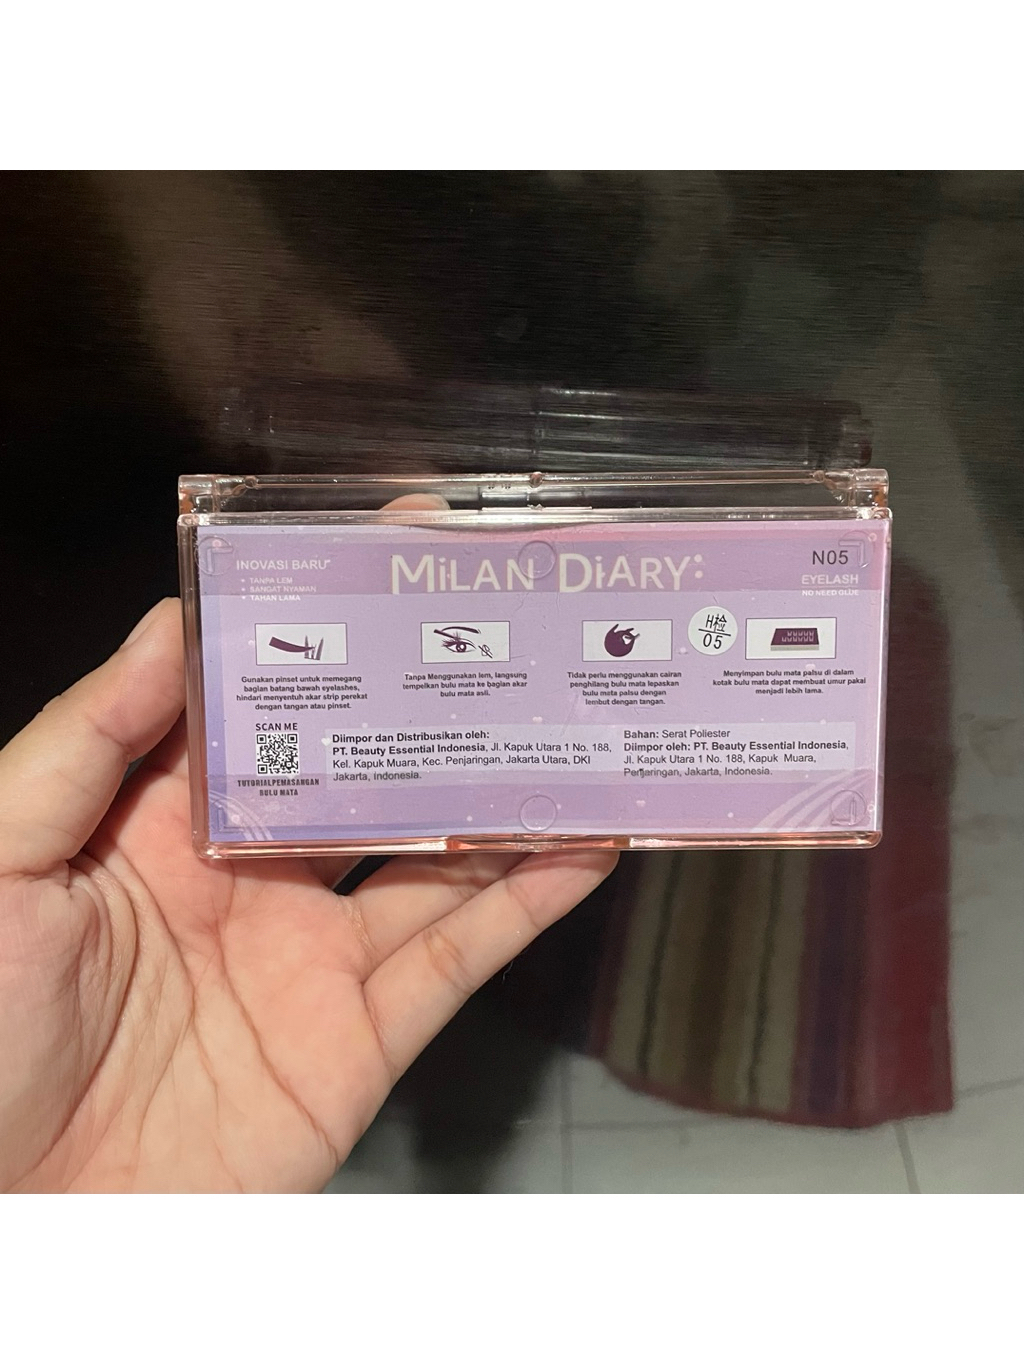 INOVASI BARU
• TANPA LEM
• SANGAT NYAMAN
• TAHAN LAMA
MiLAN DiARY:
N05
EYELASH
NO NEED GLUE
Gunakan pinset untuk memegang
bagian batang bawah eyelashes,
hindari menyentuh akar strip perekat
dengan tangan atau pinset.
Tanpa Menggunakan lem, langsung
tempelkan bulu mata ke bagian akar
bulu mata asli.
Tidak perlu menggunakan cairan
penghilang bulu mata lepaskan
bulu mata palsu dengan
lembut dengan tangan.
H检
05
Menyimpan bulu mata palsu di dalam
kotak bulu mata dapat membuat umur pakai
menjadi lebih lama.
SCAN ME
TUTORIAL PEMASANGAN
BULU MATA
Diimpor dan Distribusikan oleh:
PT. Beauty Essential Indonesia, Jl. Kapuk Utara 1 No. 188,
Kel. Kapuk Muara, Kec. Penjaringan, Jakarta Utara, DKI
Jakarta, Indonesia.
Bahan: Serat Poliester
Diimpor oleh: PT. Beauty Essential Indonesia,
Jl. Kapuk Utara 1 No. 188, Kapuk Muara,
Penjaringan, Jakarta, Indonesia.